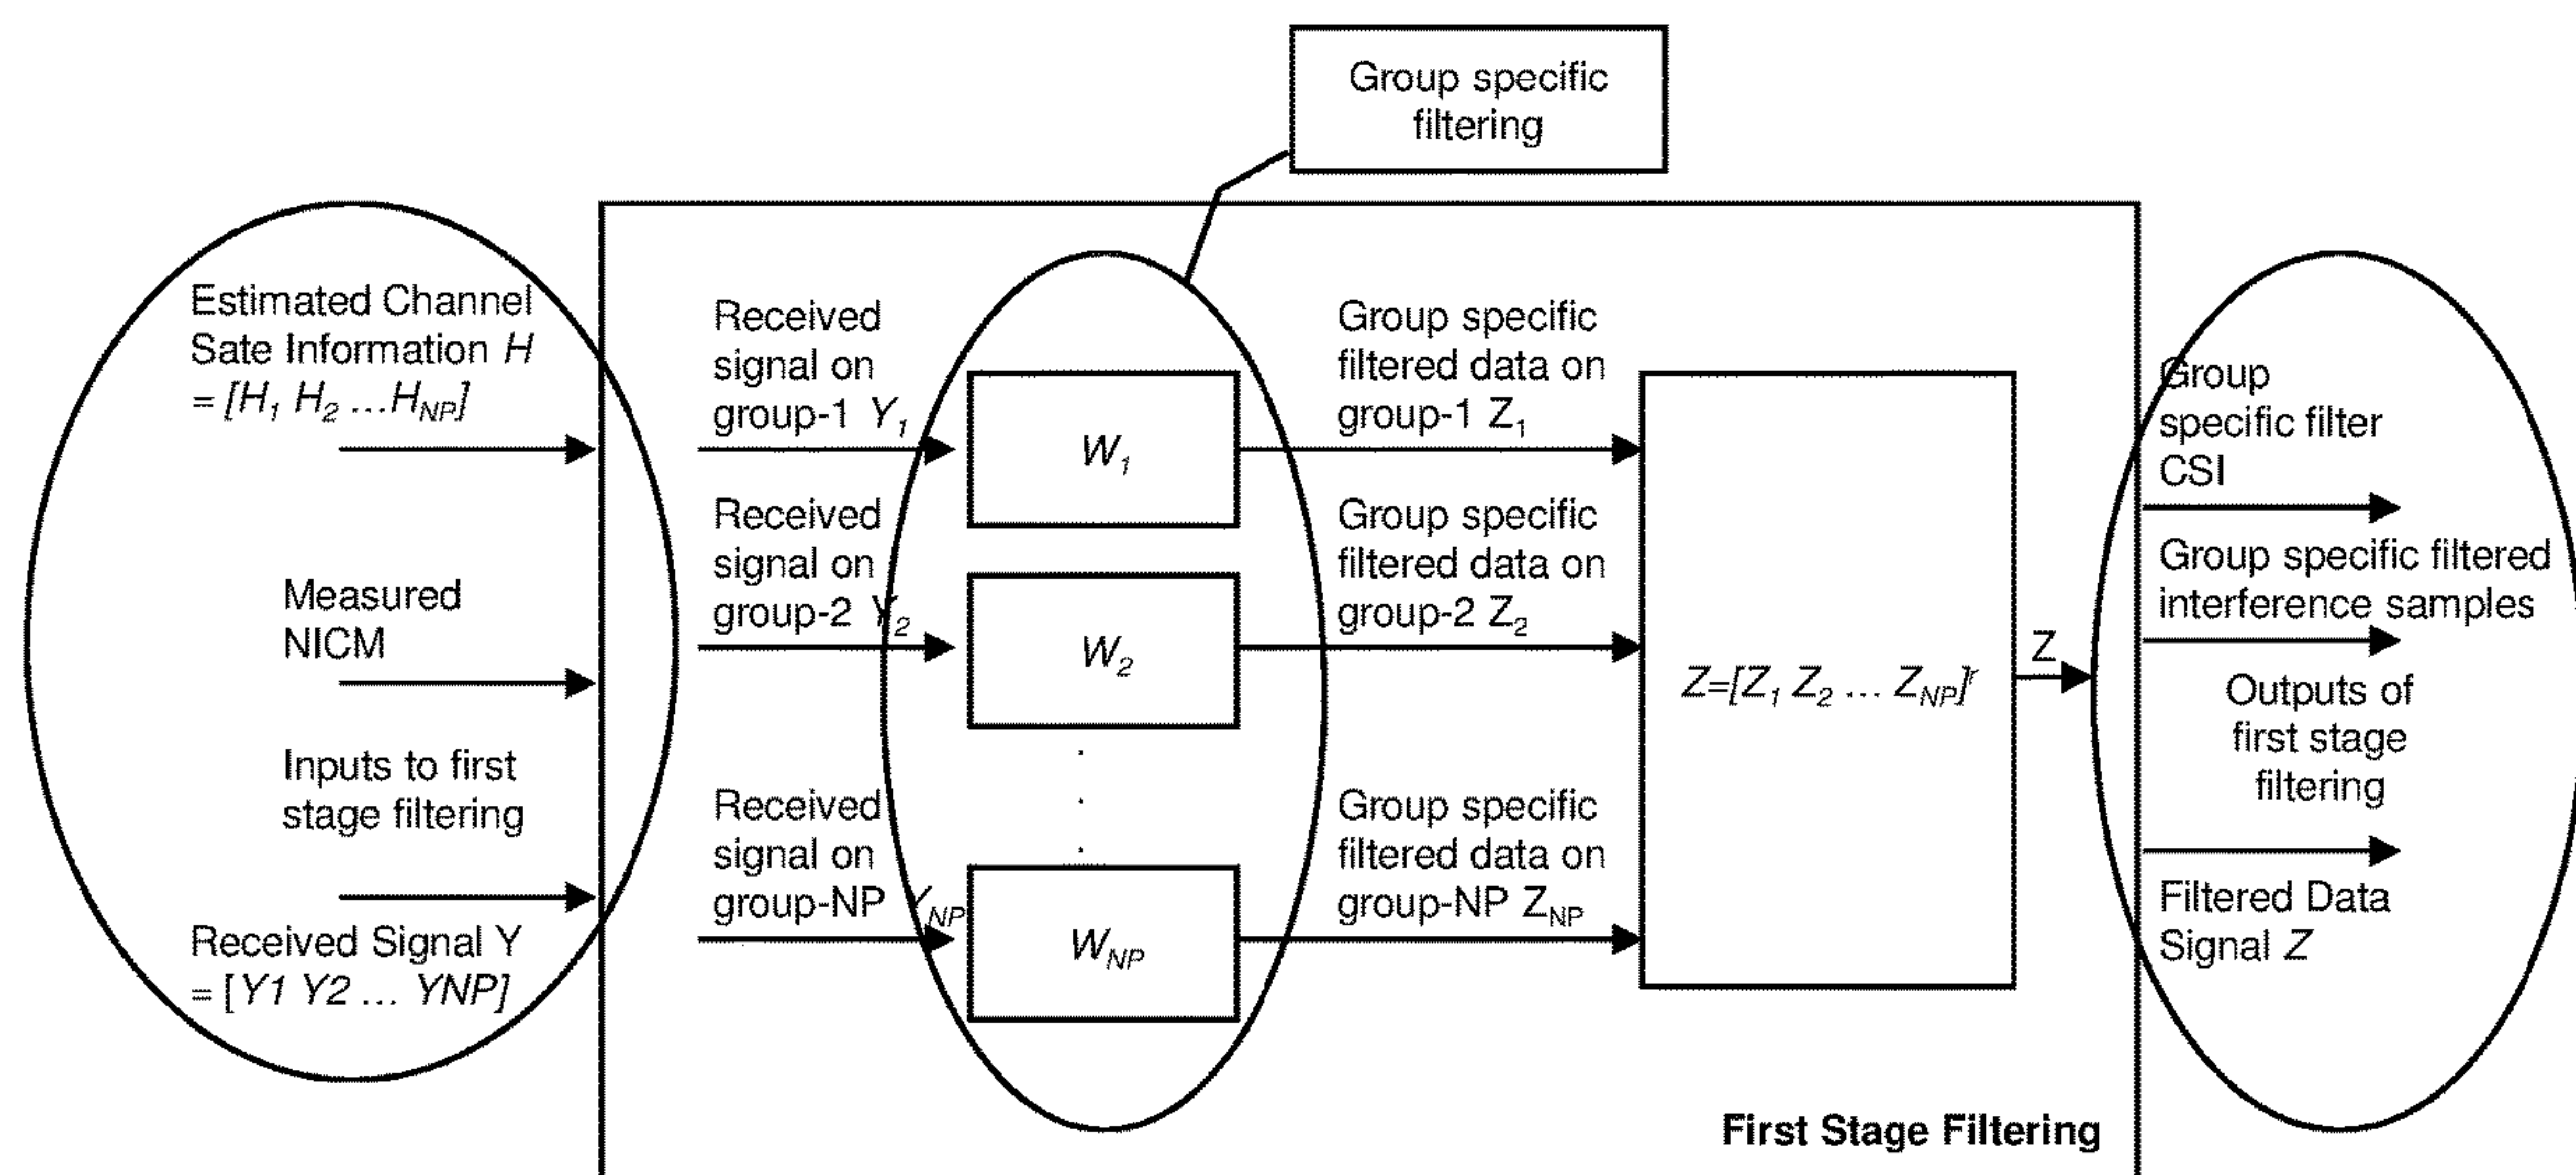 Group specific
filtering
Estimated Channel
Sate Information H
= [H1 H2 ...HNP]
Measured
NICM
Inputs to first
stage filtering
Received Signal Y
= [Y1 Y2 ... YNP]
Received
signal on
group-1 Y1
Received
signal on
group-2 Y2
Received
signal on
group-NP YNP
W1
W2
.
.
.
WNP
Group specific
filtered data on
group-1 Z1
Group specific
filtered data on
group-2 Z2
Group specific
filtered data on
group-NP ZNP
Z=[Z1 Z2 ... ZNP]r
Z
Group
specific filter
CSI
Group specific filtered
interference samples
Outputs of
first stage
filtering
Filtered Data
Signal Z
First Stage Filtering